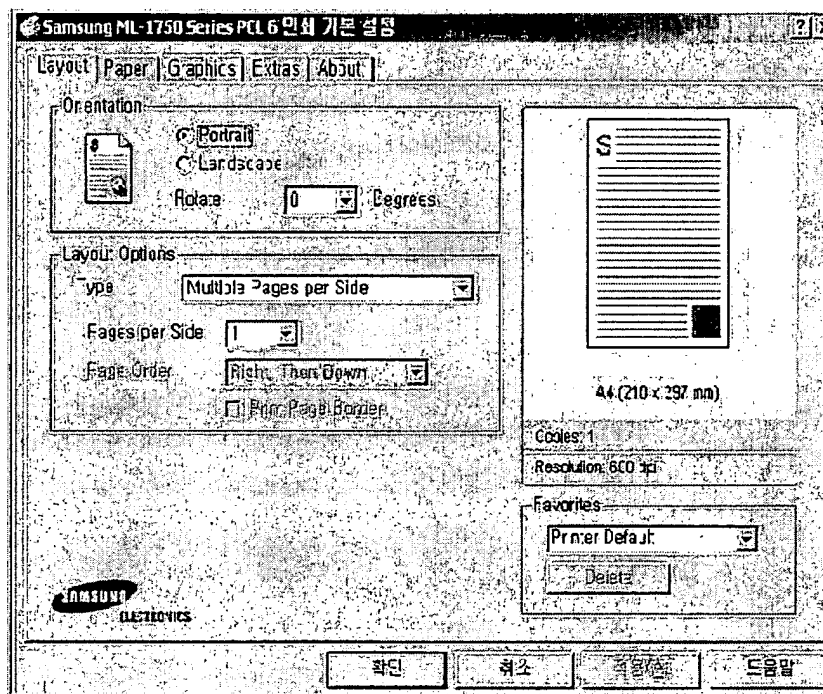 Samsung ML-1750 Series PCL 6 인쇄 기본 설정
Layout Paper Graphics Extras About
Orientation
Portrait
Landscape
Rotate 0 Degrees
Layout Options
Type Multiple Pages per Side
Pages per Side 1
Page Order Right, Then Down
Print Page Border
S
A4 (210 x 297 mm)
Copies: 1
Resolution: 600 dpi
Favorites
Printer Default
Delete
SAMSUNG
ELECTRONICS
확인 취소 도움말